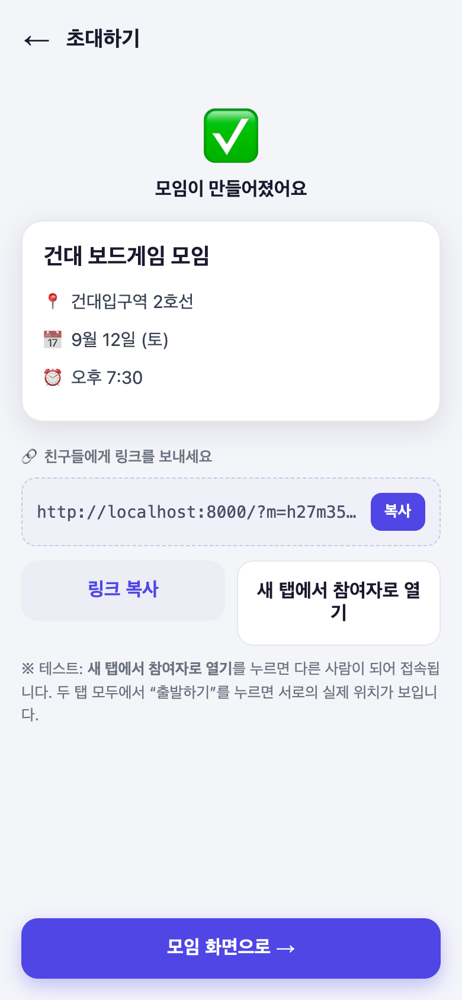 ← 초대하기
모임이 만들어졌어요
건대 보드게임 모임
📍 건대입구역 2호선
📅 9월 12일 (토)
⏰ 오후 7:30
🔗 친구들에게 링크를 보내세요
http://localhost:8000/?m=h27m35… 복사
링크 복사
새 탭에서 참여자로 열
기
※ 테스트: 새 탭에서 참여자로 열기를 누르면 다른 사람이 되어 접속됩
니다. 두 탭 모두에서 “출발하기”를 누르면 서로의 실제 위치가 보입니
다.
모임 화면으로 →